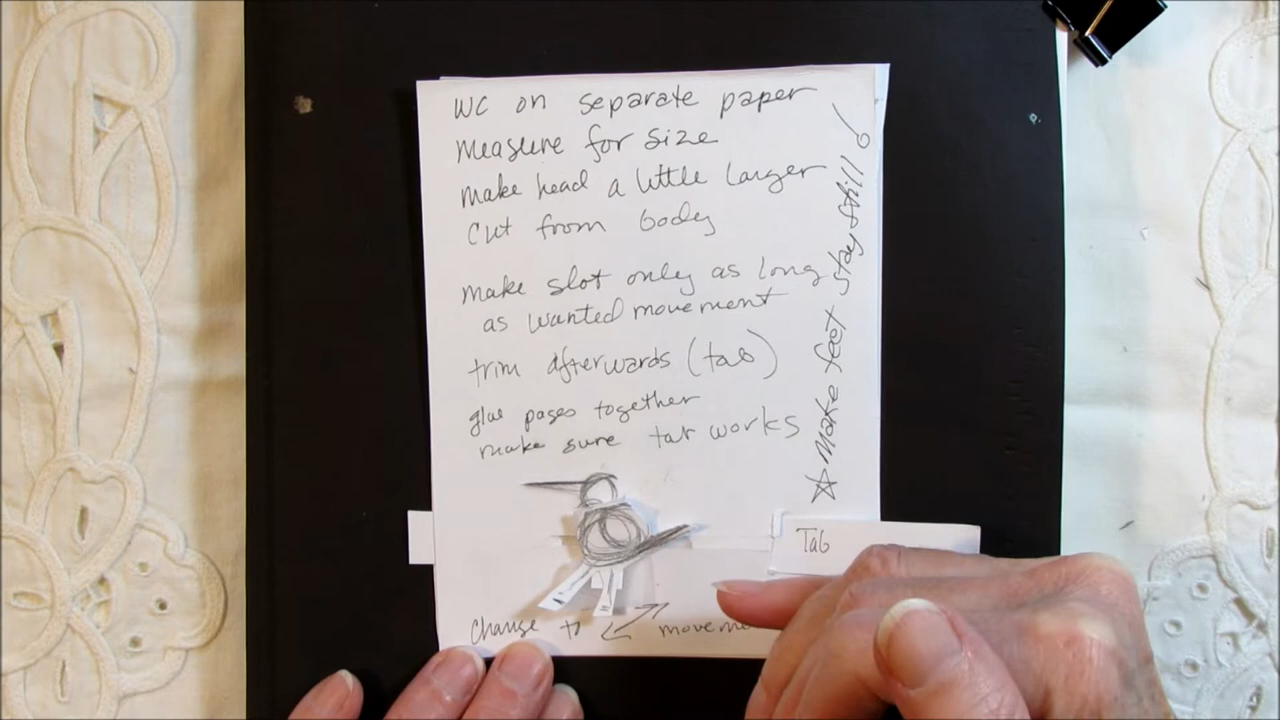 WC on separate paper
measure for size
make head a little larger
cut from body
make slot only as long
as wanted movement
trim afterwards (tab)
glue pages together
make sure tab works
☆ Make feet stay still!
Tab
Change to ↙↗